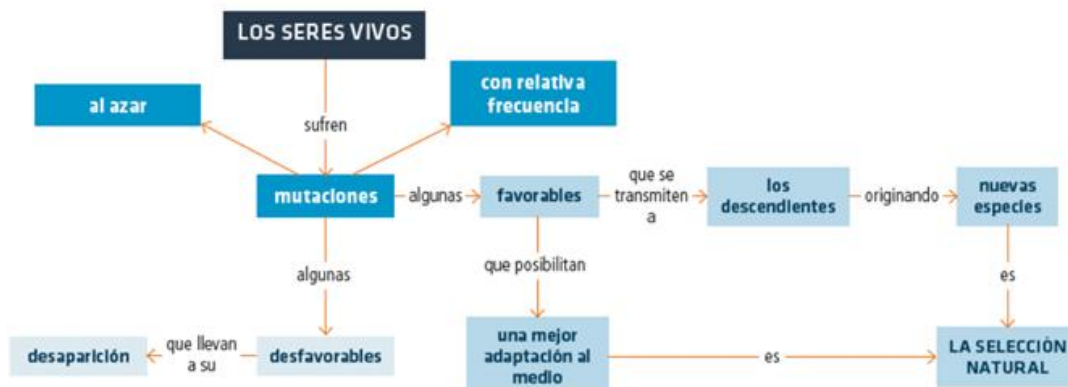 LOS SERES VIVOS
al azar
con relativa
frecuencia
sufren
mutaciones
algunas
favorables
que se
transmiten
a
los
descendientes
originando
nuevas
especies
algunas
que posibilitan
es
desaparición
que llevan
a su
desfavorables
una mejor
adaptación al
medio
es
LA SELECCIÓN
NATURAL